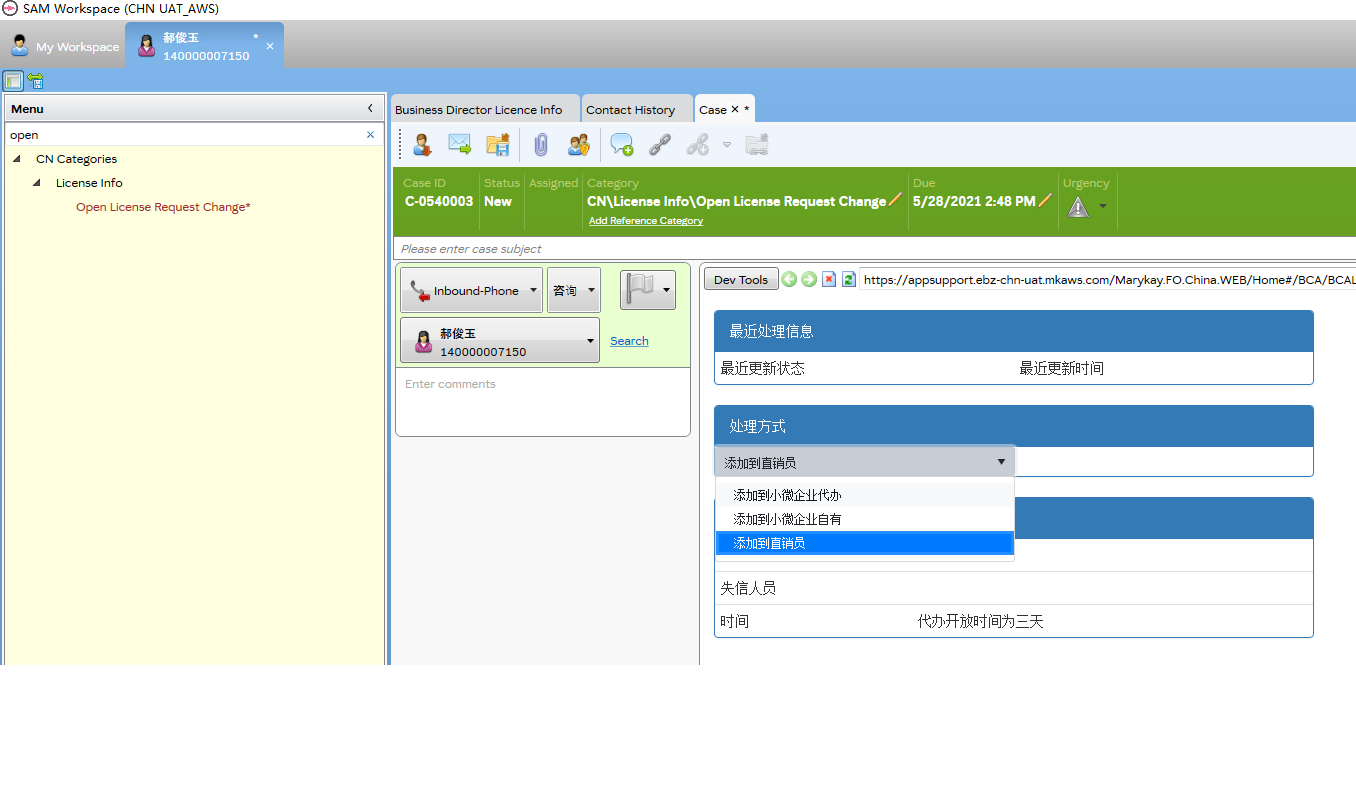 SAM Workspace (CHN UAT_AWS)
My Workspace
郝俊玉 *
140000007150
Menu
open
CN Categories
License Info
Open License Request Change*
Business Director Licence Info
Contact History
Case *
Case ID
C-0540003
Status
New
Assigned
Category
CN\License Info\Open License Request Change
Add Reference Category
Due
5/28/2021 2:48 PM
Urgency
Please enter case subject
Inbound-Phone
咨询
郝俊玉
140000007150
Search
Enter comments
Dev Tools
https://appsupport.ebz-chn-uat.mkaws.com/Marykay.FO.China.WEB/Home#/BCA/BCAL
最近处理信息
最近更新状态 最近更新时间
处理方式
添加到直销员
添加到小微企业代办
添加到小微企业自有
添加到直销员
失信人员
时间 代办开放时间为三天